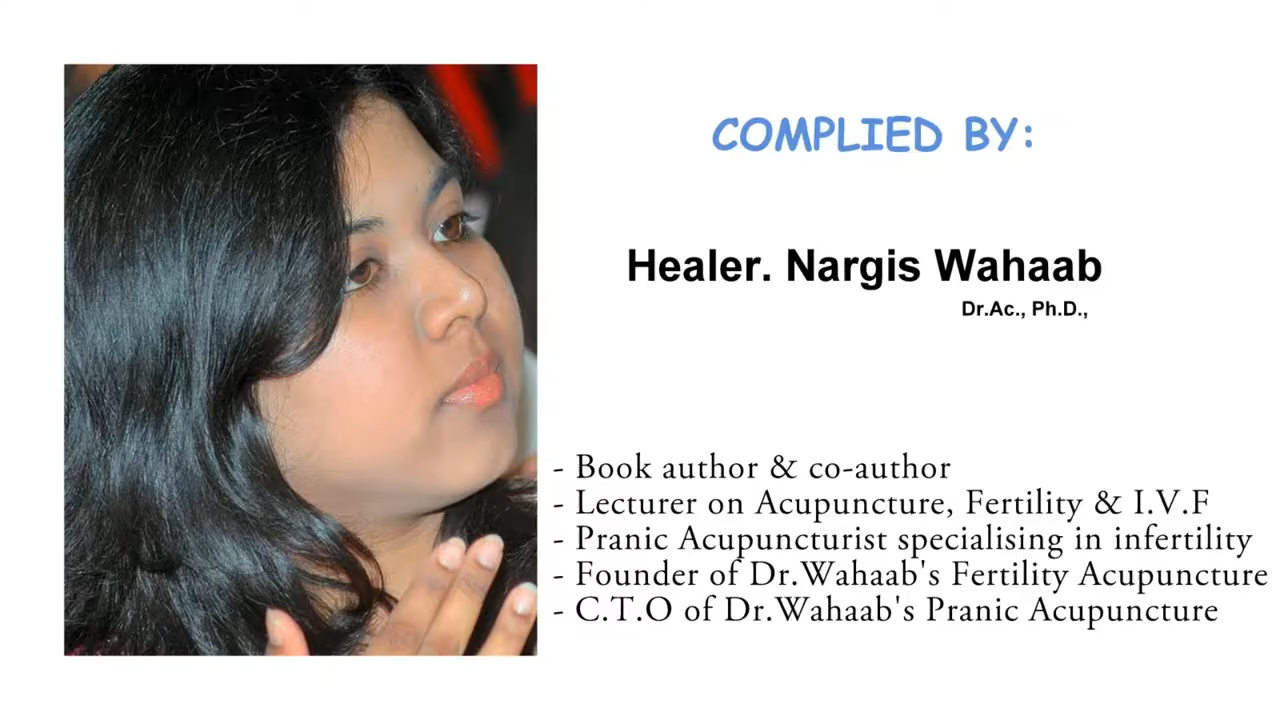 COMPLIED BY:
Healer. Nargis Wahaab
Dr.Ac., Ph.D.,
- Book author & co-author
- Lecturer on Acupuncture, Fertility & I.V.F
- Pranic Acupuncturist specialising in infertility
- Founder of Dr.Wahaab's Fertility Acupuncture
- C.T.O of Dr.Wahaab's Pranic Acupuncture